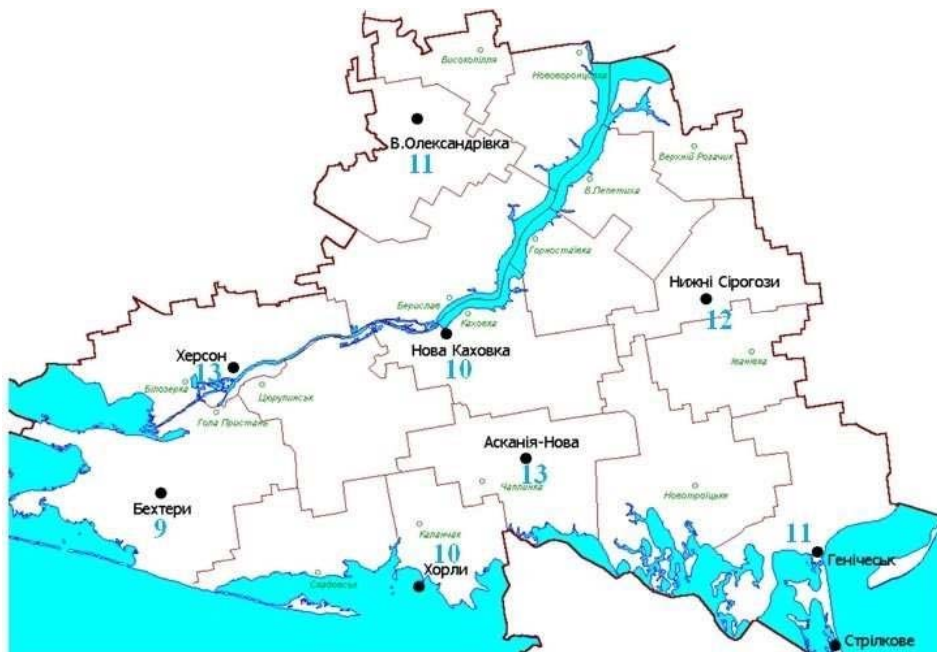 Високопілля
Нововоронцовка
В.Олександрівка
11
Верхній Рогачик
В.Лепетиха
Горностаївка
Нижні Сірогози
12
Берислав
Каховка
Нова Каховка
10
Іванівка
Херсон
13
Білозерка
Цюрупинськ
Гола Пристань
Асканія-Нова
13
Чаплинка
Новотроїцьке
Бехтери
9
Каланчак
10
Хорли
Скадовськ
11
Генічеськ
Стрілкове